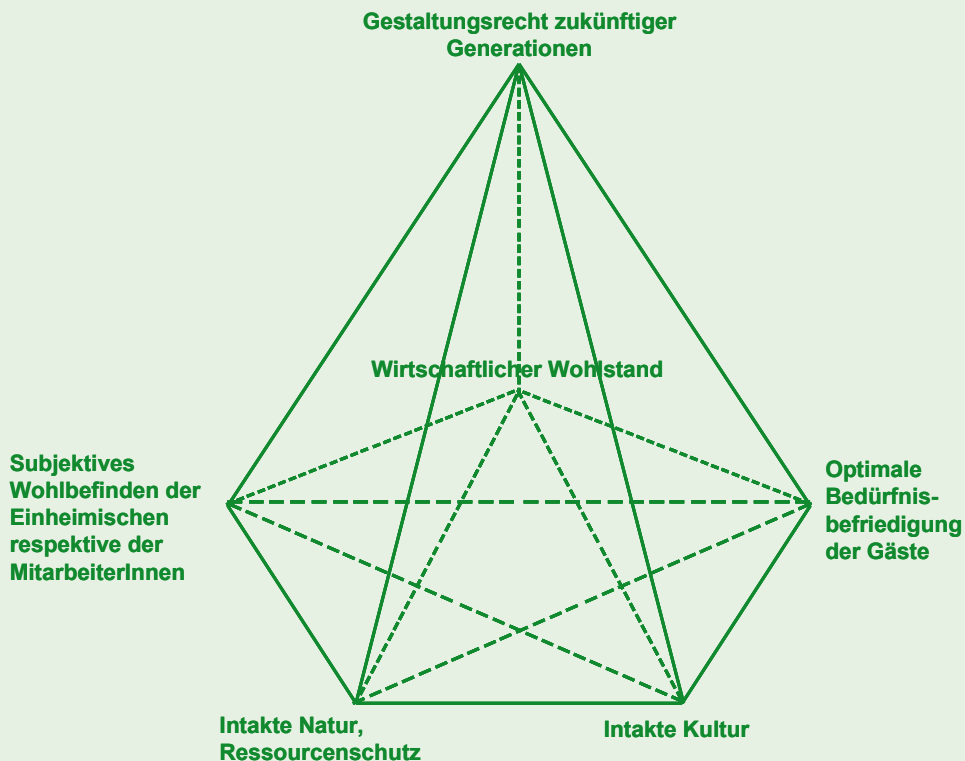 Gestaltungsrecht zukünftiger
Generationen
Wirtschaftlicher Wohlstand
Subjektives
Wohlbefinden der
Einheimischen
respektive der
MitarbeiterInnen
Optimale
Bedürfnis-
befriedigung
der Gäste
Intakte Natur,
Ressourcenschutz
Intakte Kultur